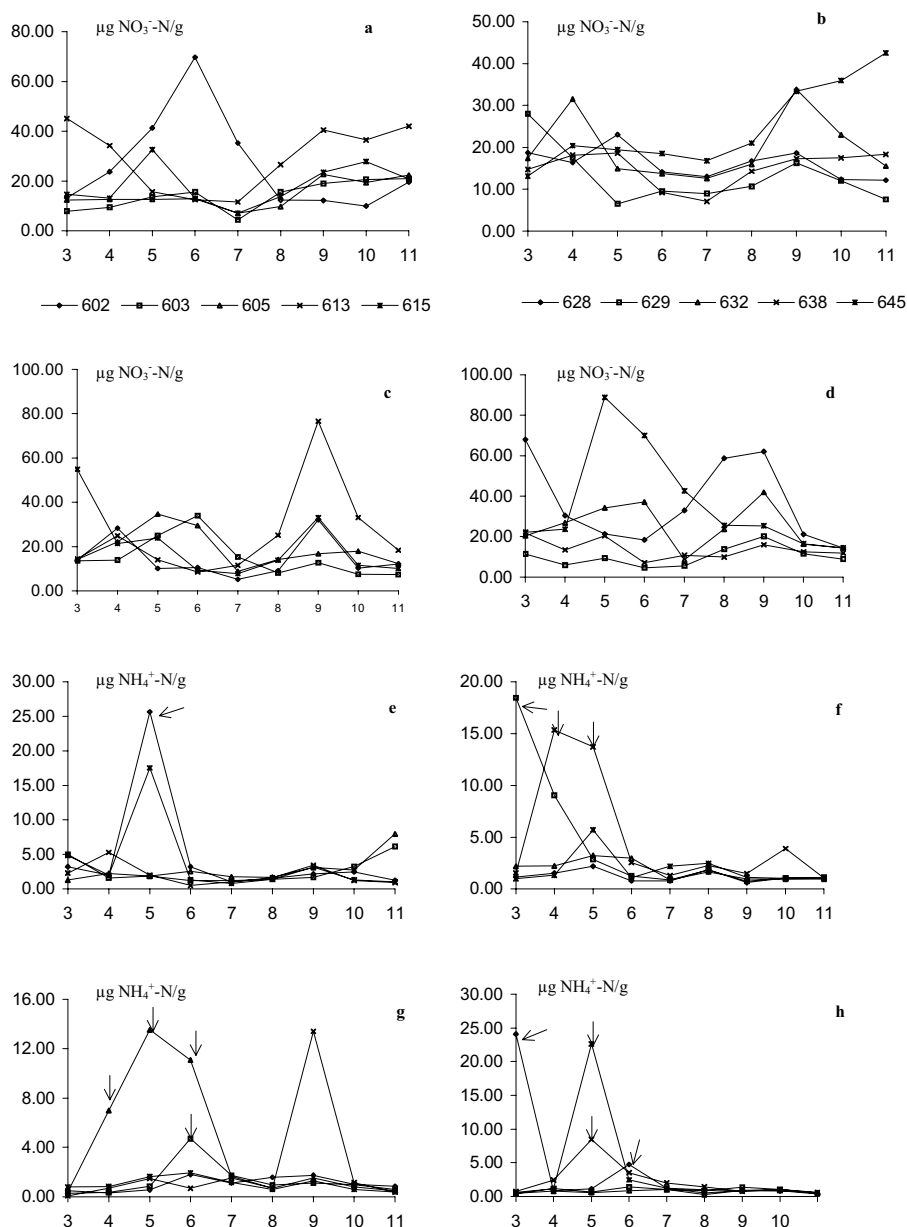 µg NO₃⁻-N/g a
80.00
60.00
40.00
20.00
0.00
3 4 5 6 7 8 9 10 11
602 603 605 613 615
µg NO₃⁻-N/g b
50.00
40.00
30.00
20.00
10.00
0.00
3 4 5 6 7 8 9 10 11
628 629 632 638 645
µg NO₃⁻-N/g c
100.00
80.00
60.00
40.00
20.00
0.00
3 4 5 6 7 8 9 10 11
µg NO₃⁻-N/g d
100.00
80.00
60.00
40.00
20.00
0.00
3 4 5 6 7 8 9 10 11
µg NH₄⁺-N/g e
30.00
25.00
20.00
15.00
10.00
5.00
0.00
3 4 5 6 7 8 9 10 11
µg NH₄⁺-N/g f
20.00
15.00
10.00
5.00
0.00
3 4 5 6 7 8 9 10 11
µg NH₄⁺-N/g g
16.00
12.00
8.00
4.00
0.00
3 4 5 6 7 8 9 10 11
µg NH₄⁺-N/g h
30.00
25.00
20.00
15.00
10.00
5.00
0.00
3 4 5 6 7 8 9 10 11